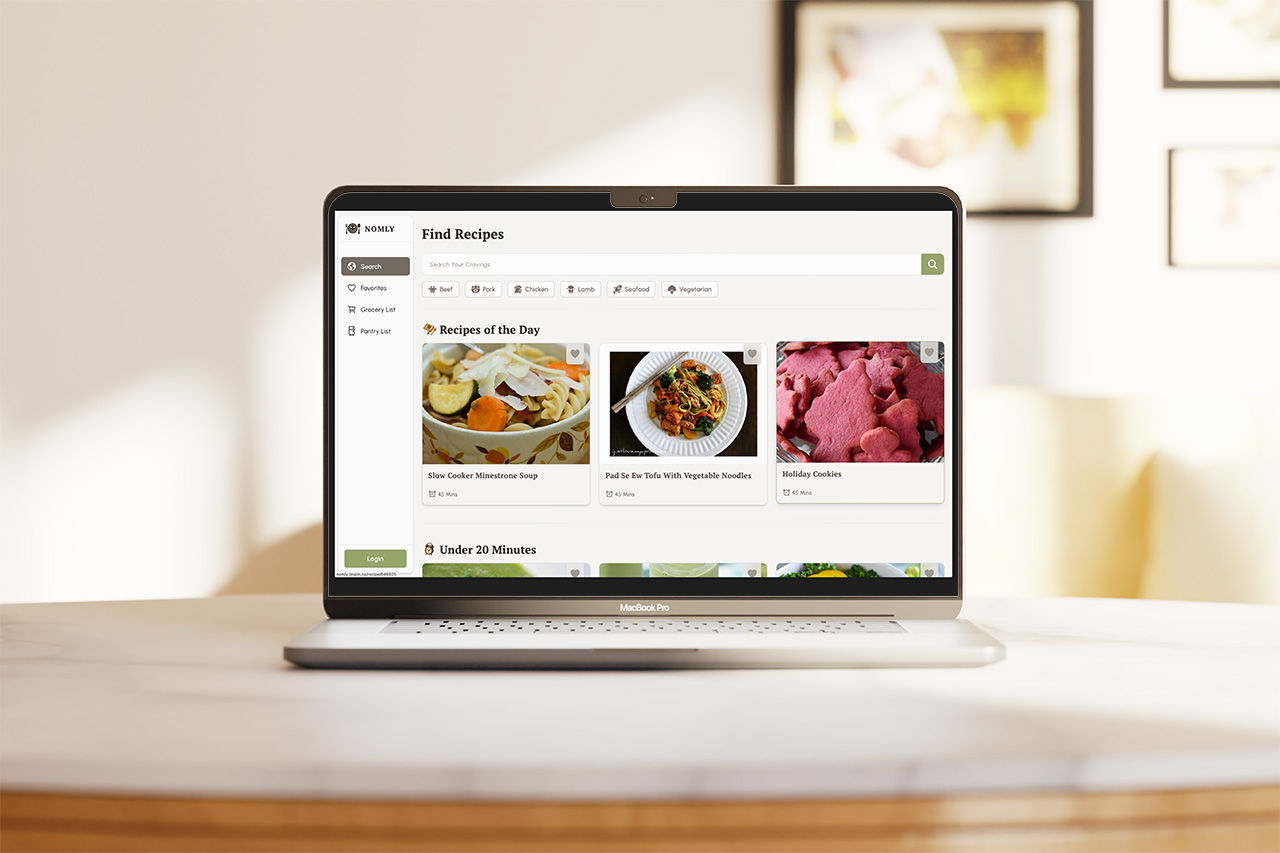 NOMLY
Search
Favorites
Grocery List
Pantry List
Login
Find Recipes
Search Your Cravings
Beef Pork Chicken Lamb Seafood Vegetarian
Recipes of the Day
Slow Cooker Minestrone Soup
45 Mins
Pad Se Ew Tofu With Vegetable Noodles
45 Mins
Holiday Cookies
45 Mins
Under 20 Minutes
MacBook Pro